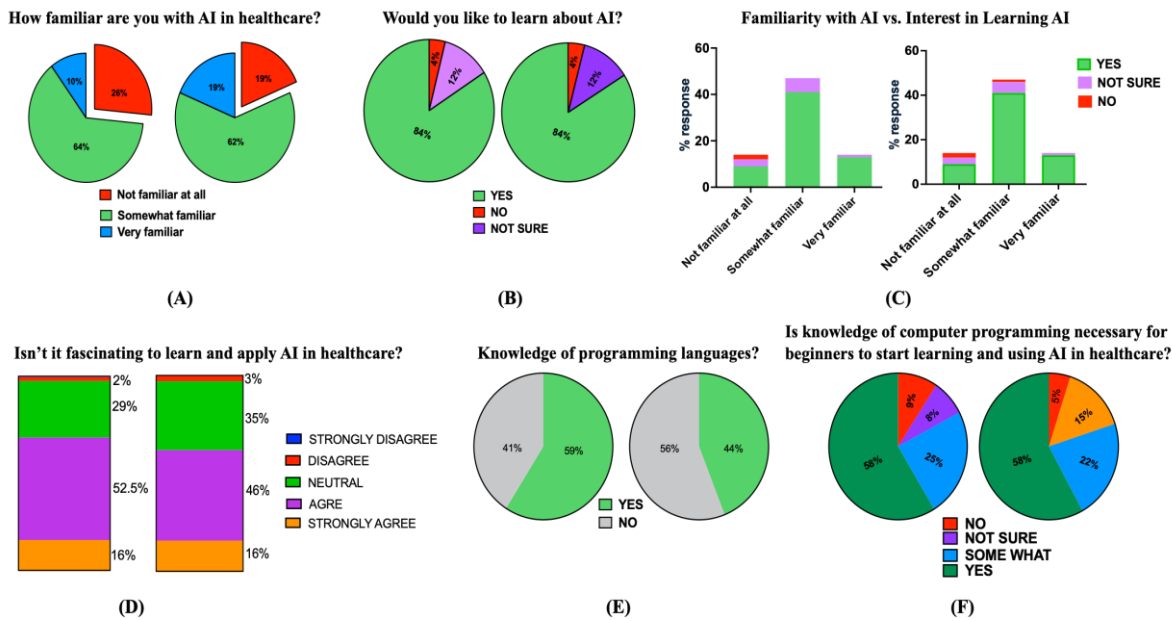 How familiar are you with AI in healthcare?
10%
26%
64%
19%
19%
62%
Not familiar at all
Somewhat familiar
Very familiar
(A)
Would you like to learn about AI?
4%
12%
84%
4%
12%
84%
YES
NO
NOT SURE
(B)
Familiarity with AI vs. Interest in Learning AI
% response
60
40
20
0
Not familiar at all
Somewhat familiar
Very familiar
% response
60
40
20
0
Not familiar at all
Somewhat familiar
Very familiar
YES
NOT SURE
NO
(C)
Isn't it fascinating to learn and apply AI in healthcare?
2%
29%
52.5%
16%
3%
35%
46%
16%
STRONGLY DISAGREE
DISAGREE
NEUTRAL
AGRE
STRONGLY AGREE
(D)
Knowledge of programming languages?
41%
59%
56%
44%
YES
NO
(E)
Is knowledge of computer programming necessary for
beginners to start learning and using AI in healthcare?
9%
8%
25%
58%
5%
15%
22%
58%
NO
NOT SURE
SOME WHAT
YES
(F)